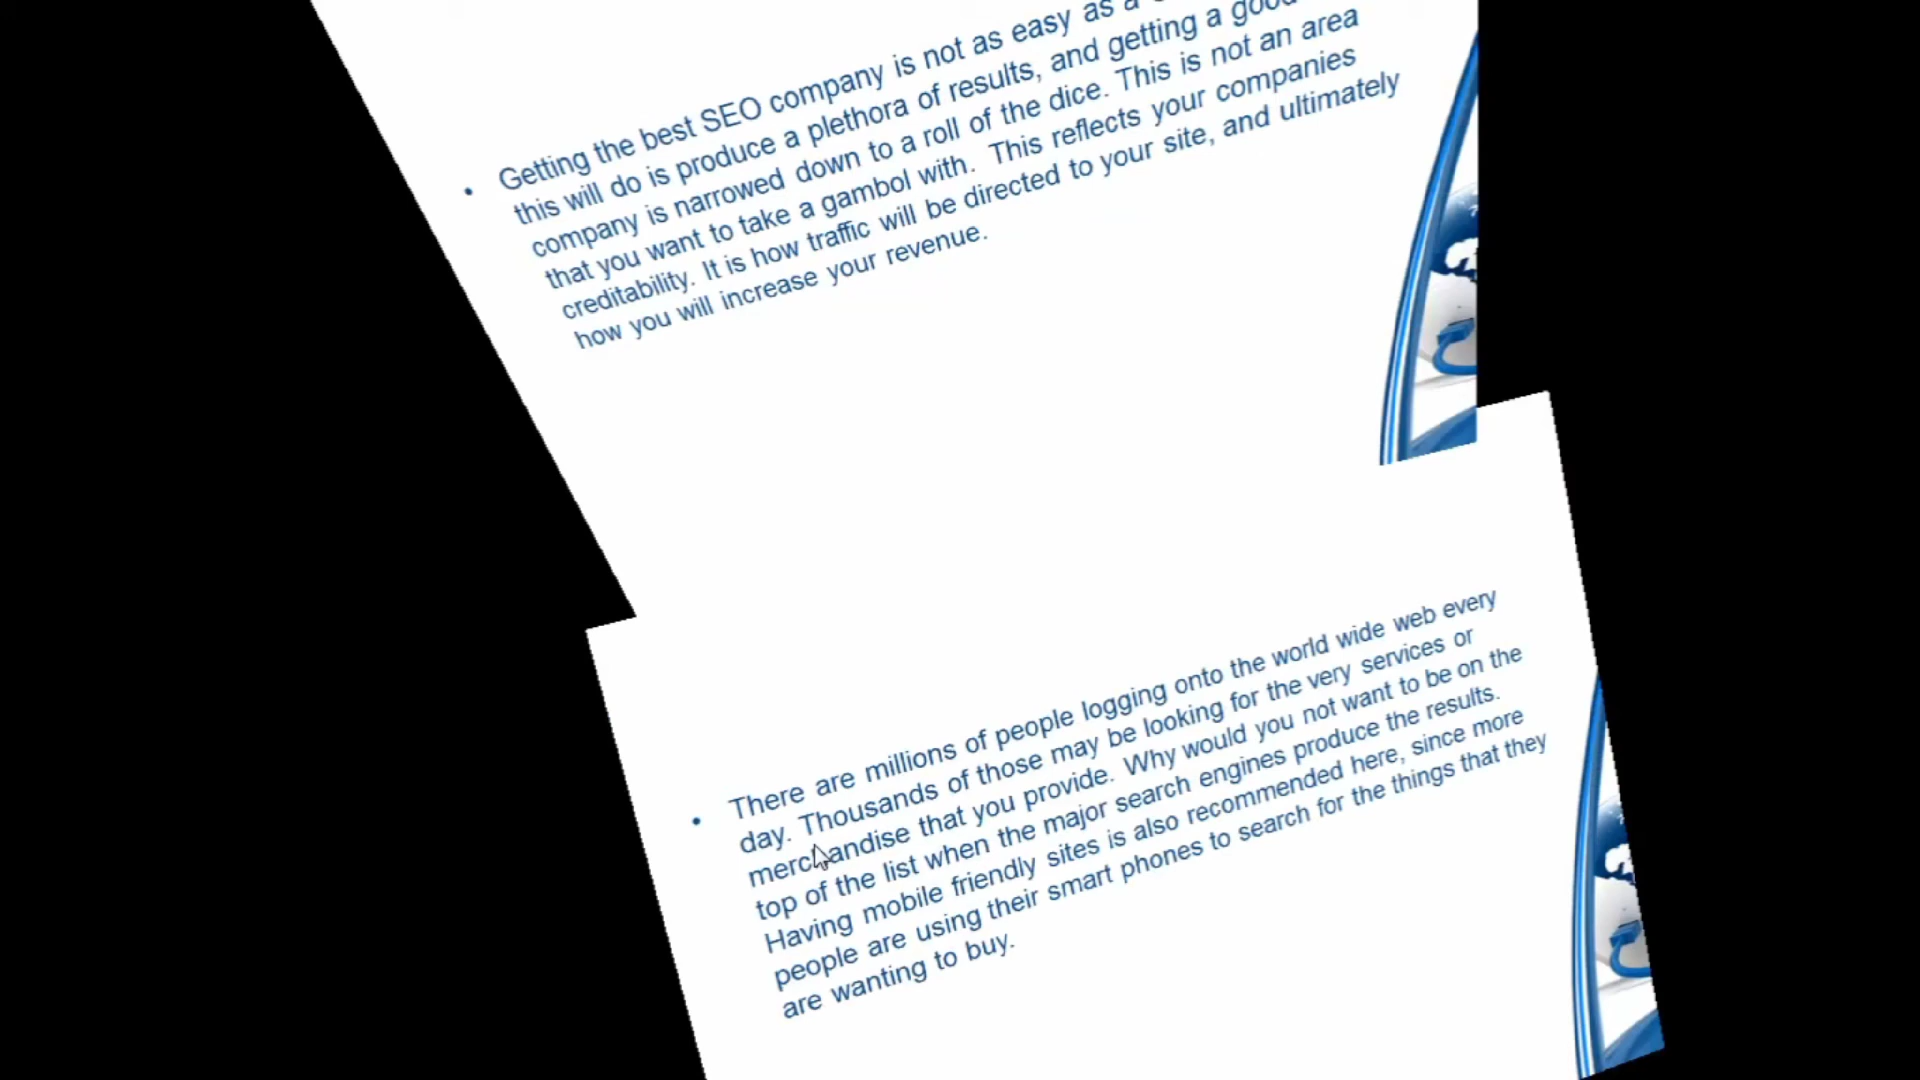 • Getting the best SEO company is not as easy as a
this will do is produce a plethora of results, and getting a good
company is narrowed down to a roll of the dice. This is not an area
that you want to take a gambol with. This reflects your companies
creditability. It is how traffic will be directed to your site, and ultimately
how you will increase your revenue.
• There are millions of people logging onto the world wide web every
day. Thousands of those may be looking for the very services or
merchandise that you provide. Why would you not want to be on the
top of the list when the major search engines produce the results.
Having mobile friendly sites is also recommended here, since more
people are using their smart phones to search for the things that they
are wanting to buy.